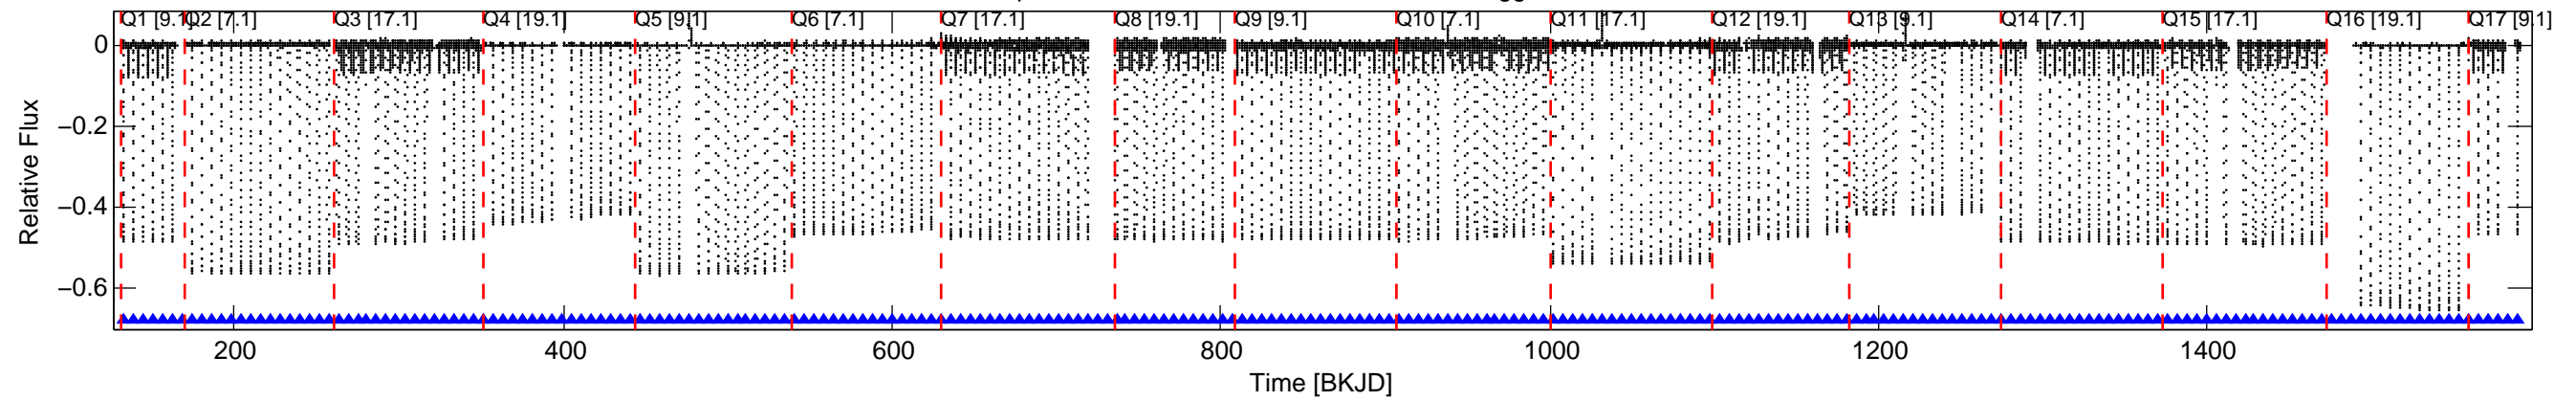 Q1 [9.1] Q2 [7.1] Q3 [17.1] Q4 [19.1] Q5 [9.1] Q6 [7.1] Q7 [17.1] Q8 [19.1] Q9 [9.1] Q10 [7.1] Q11 [17.1] Q12 [19.1] Q13 [9.1] Q14 [7.1] Q15 [17.1] Q16 [19.1] Q17 [9.1]
0
−0.2
−0.4
−0.6
Relative Flux
200 400 600 800 1000 1200 1400
Time [BKJD]